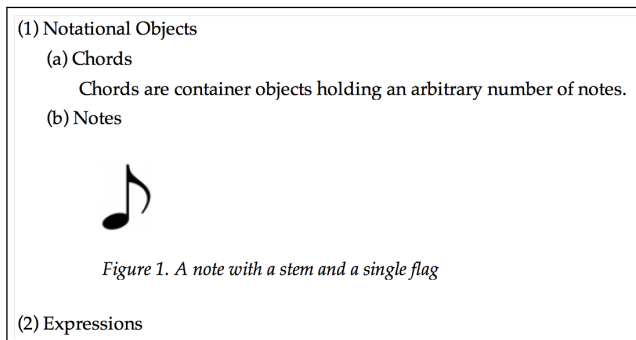 (1) Notational Objects
(a) Chords
Chords are container objects holding an arbitrary number of notes.
(b) Notes
Figure 1. A note with a stem and a single flag
(2) Expressions